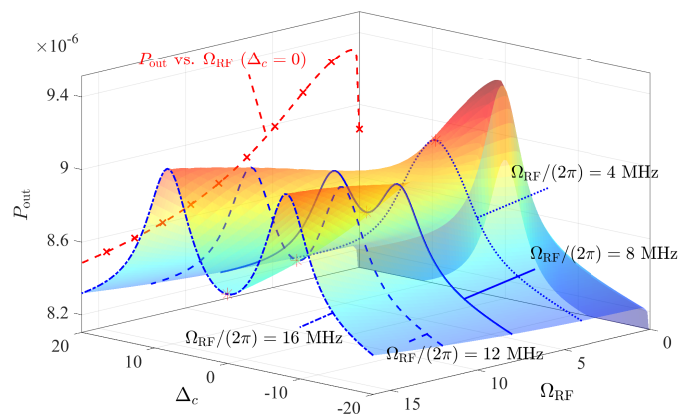 ×10⁻⁶
P_out vs. Ω_RF (Δ_c = 0)
9.4
9
8.6
8.2
P_out
Ω_RF/(2π) = 4 MHz
Ω_RF/(2π) = 8 MHz
Ω_RF/(2π) = 16 MHz
Ω_RF/(2π) = 12 MHz
20
10
0
-10
-20
Δ_c
15
10
5
0
Ω_RF